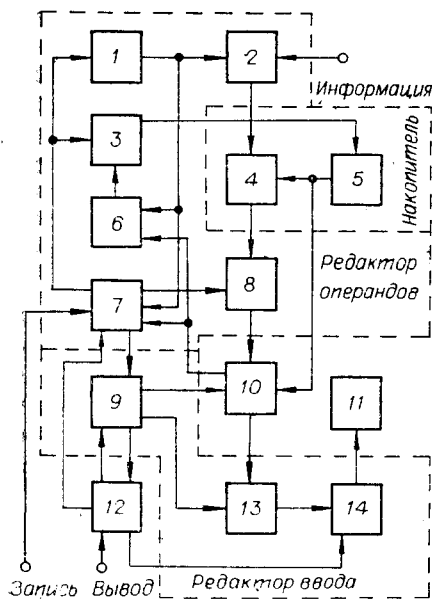 1
2
Информация
3
4
5
Накопитель
6
Редактор
операндов
7
8
9
10
11
12
13
14
Запись
Вывод
Редактор ввода